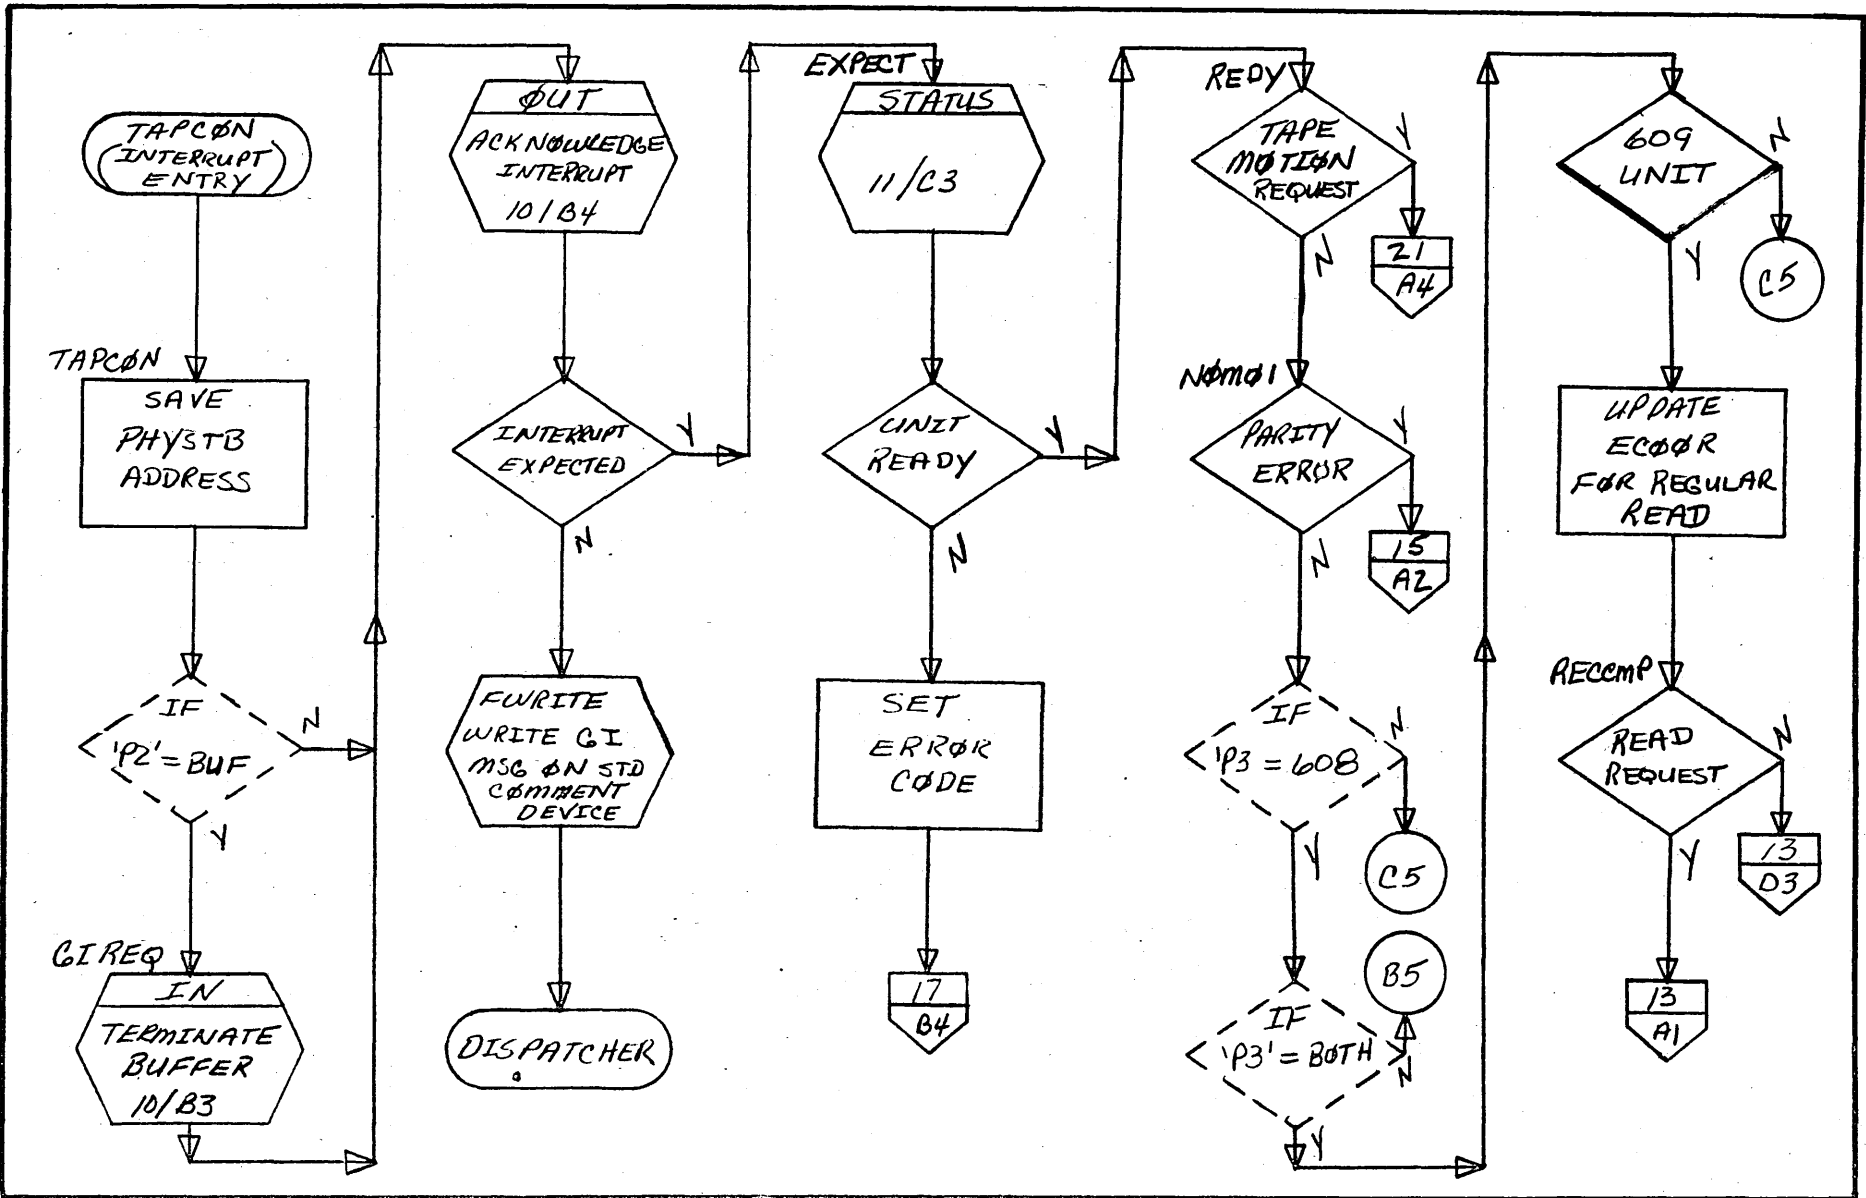 TAPCØN
INTERRUPT
ENTRY
TAPCØN
SAVE
PHYSTB
ADDRESS
IF
'P2' = BUF
N
Y
GIREQ
IN
TERMINATE
BUFFER
10/B3
ØUT
ACKNØWLEDGE
INTERRUPT
10/B4
INTERRUPT
EXPECTED
Y
N
FWRITE
WRITE GI
MSG ØN STD
CØMMENT
DEVICE
DISPATCHER
EXPECT
STATUS
11/C3
UNIT
READY
Y
N
SET
ERRØR
CØDE
17
B4
REDY
TAPE
MØTIØN
REQUEST
Y
N
21
A4
NØMØ1
PARITY
ERRØR
Y
N
15
A2
IF
'P3 = 608
N
Y
C5
B5
IF
'P3' = BØTH
N
Y
609
UNIT
N
Y
C5
UPDATE
ECØØR
FØR REGULAR
READ
RECCMP
READ
REQUEST
N
Y
13
D3
13
A1